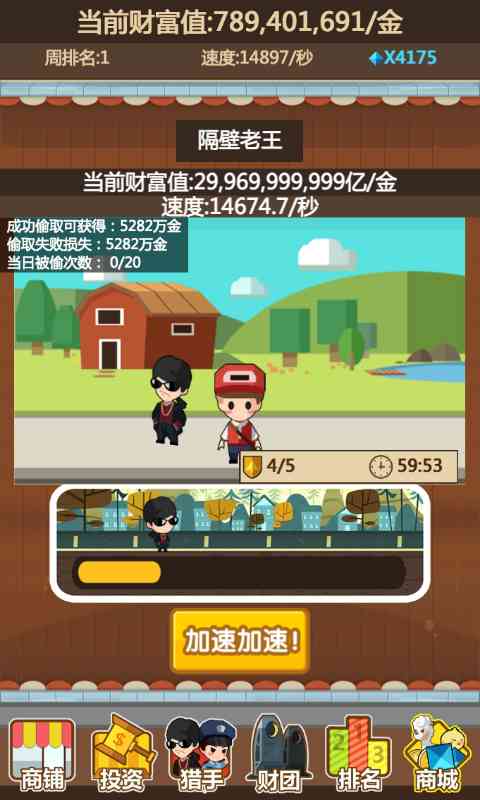 当前财富值:789,401,691/金
周排名:1 速度:14897/秒 X4175
隔壁老王
当前财富值:29,969,999,999亿/金
速度:14674.7/秒
成功偷取可获得：5282万金
偷取失败损失：5282万金
当日被偷次数： 0/20
4/5 59:53
加速加速!
2 1 3
商铺 投资 猎手 财团 排名 商城